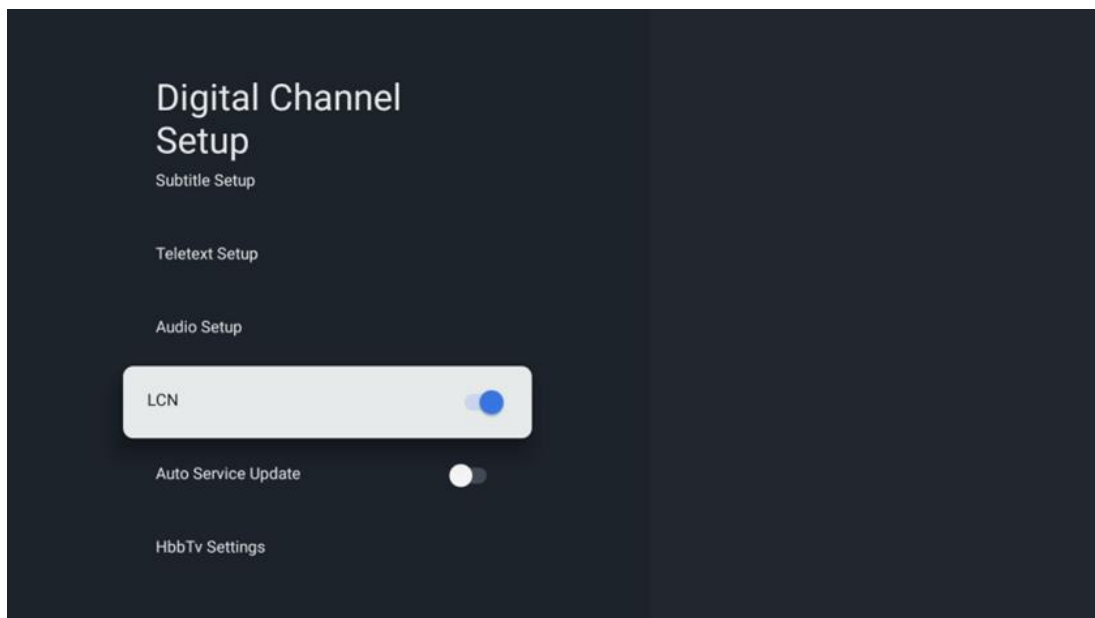 Digital Channel
Setup
Subtitle Setup
Teletext Setup
Audio Setup
LCN
Auto Service Update
HbbTv Settings